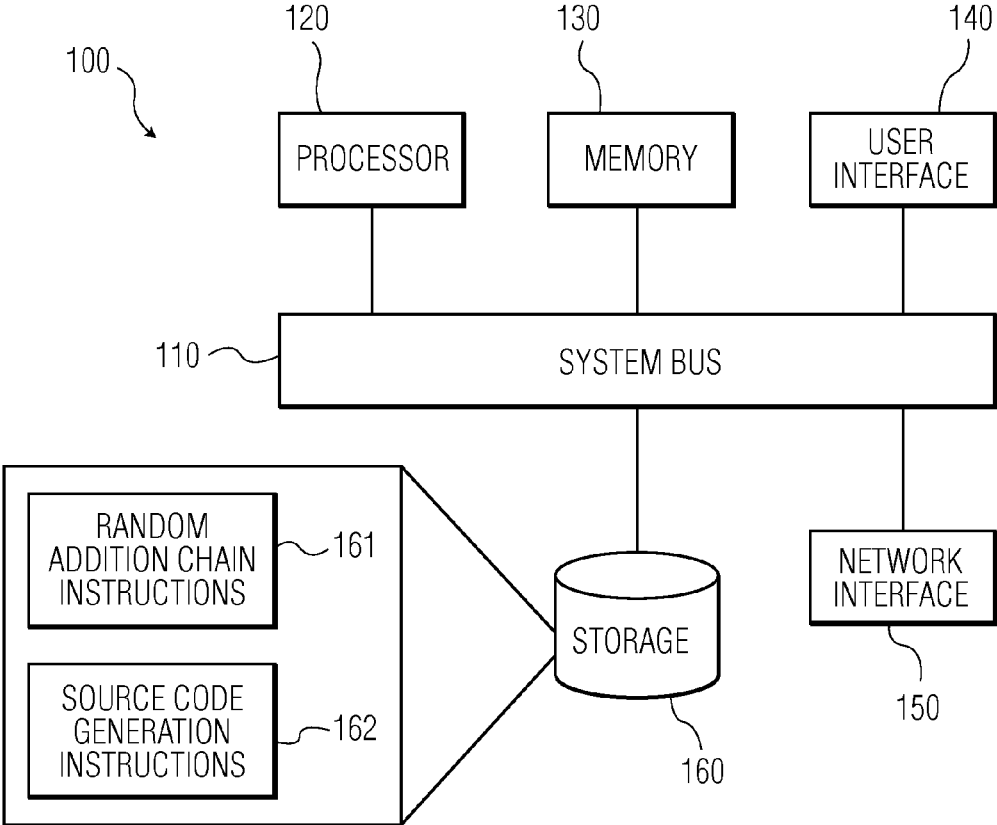 120
130
140
100
PROCESSOR
MEMORY
USER
INTERFACE
110
SYSTEM BUS
RANDOM
ADDITION CHAIN
INSTRUCTIONS
161
SOURCE CODE
GENERATION
INSTRUCTIONS
162
STORAGE
160
NETWORK
INTERFACE
150